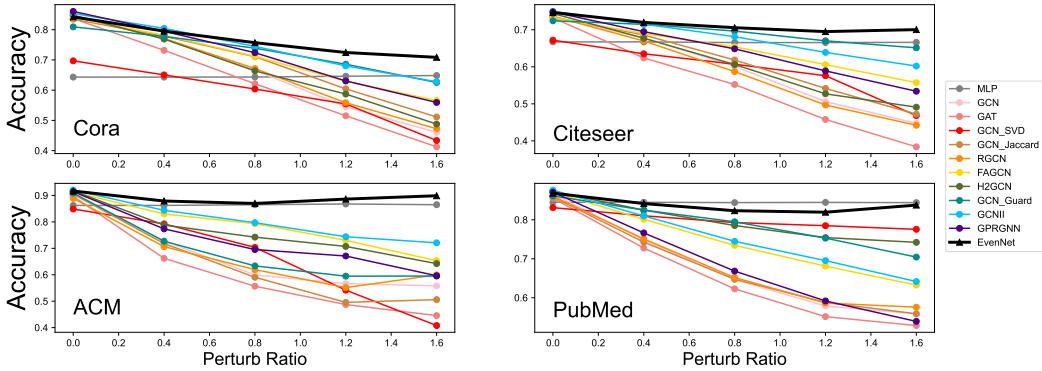 Accuracy
0.8
0.7
0.6
0.5
0.4
Cora
0.0 0.2 0.4 0.6 0.8 1.0 1.2 1.4 1.6
0.7
0.6
0.5
0.4
Citeseer
0.0 0.2 0.4 0.6 0.8 1.0 1.2 1.4 1.6
Accuracy
0.9
0.8
0.7
0.6
0.5
0.4
ACM
0.0 0.2 0.4 0.6 0.8 1.0 1.2 1.4 1.6
Perturb Ratio
0.8
0.7
0.6
PubMed
0.0 0.2 0.4 0.6 0.8 1.0 1.2 1.4 1.6
Perturb Ratio
MLP
GCN
GAT
GCN_SVD
GCN_Jaccard
RGCN
FAGCN
H2GCN
GCN_Guard
GCNII
GPRGNN
EvenNet